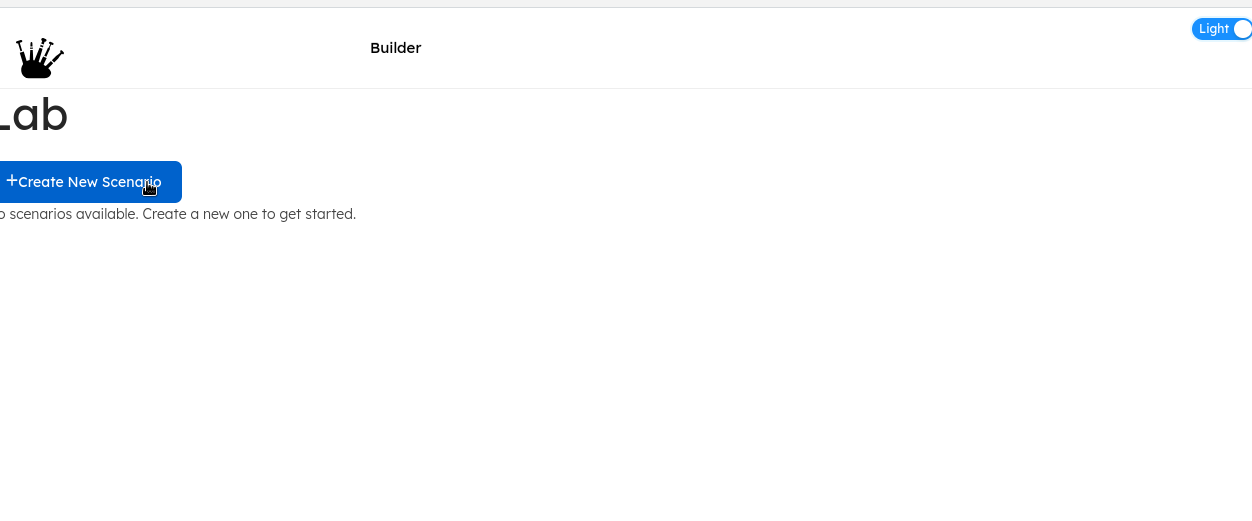 Light
Builder
Lab
+Create New Scenario
scenarios available. Create a new one to get started.